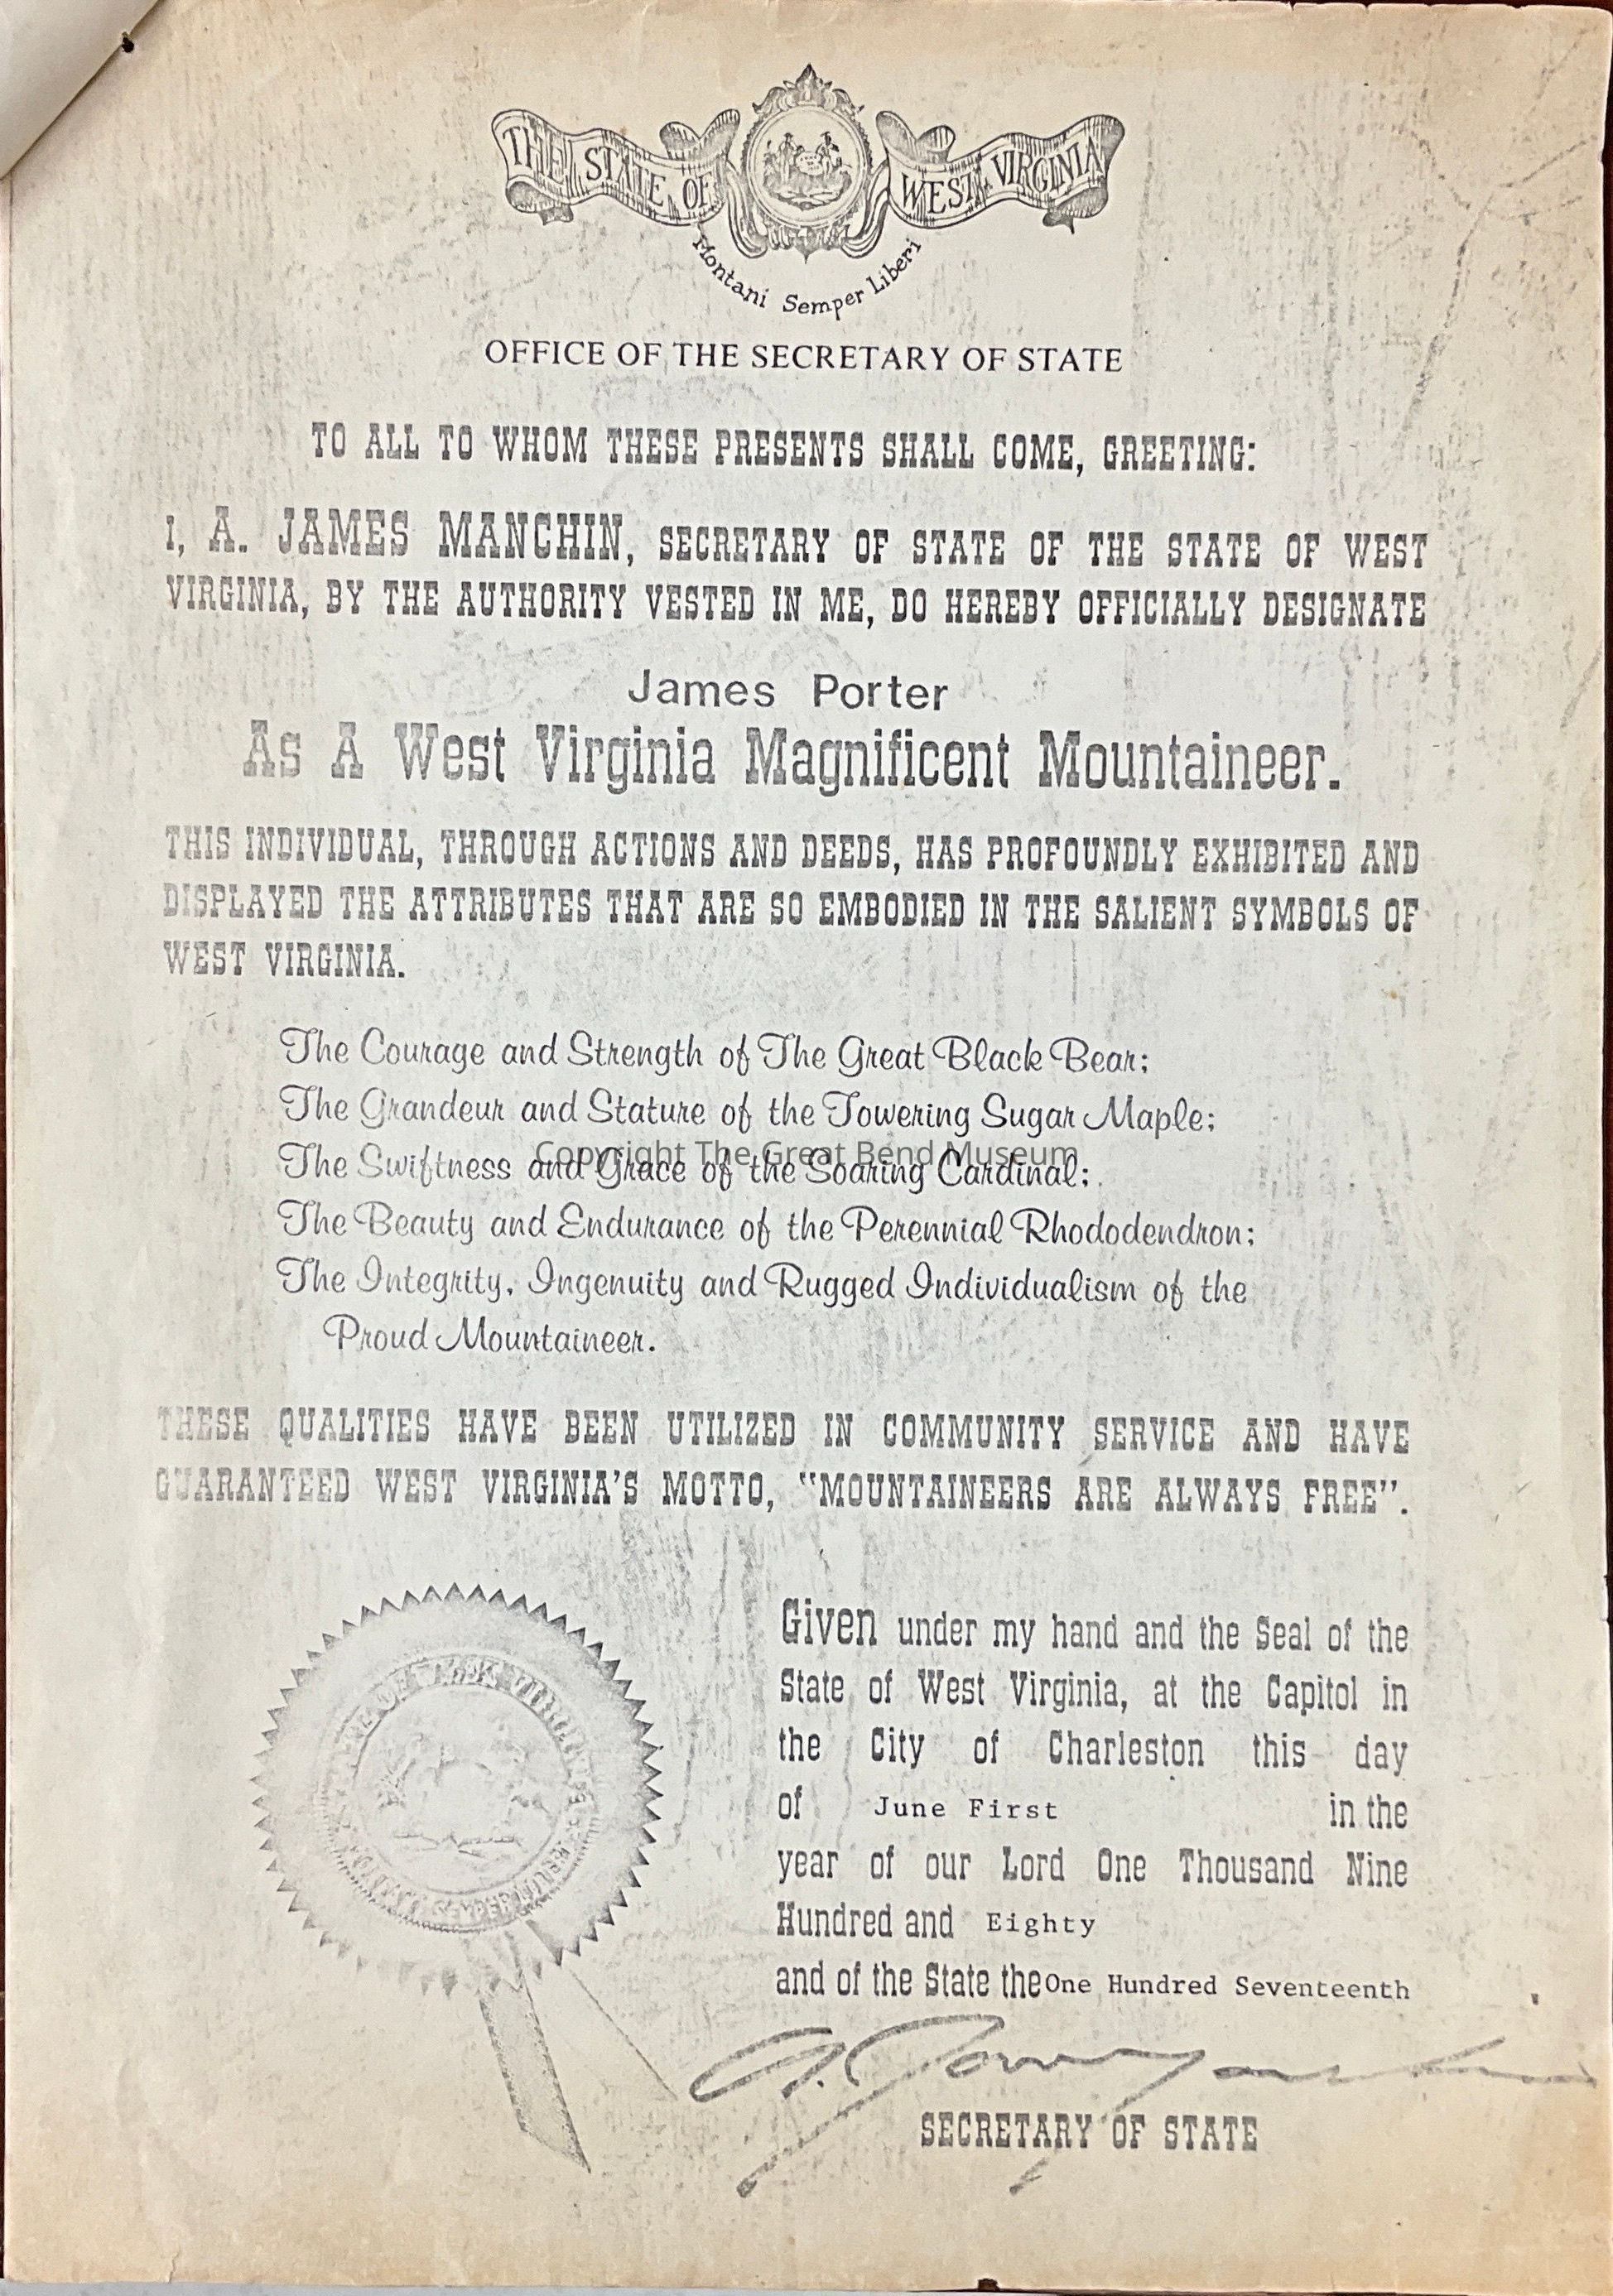 THE STATE OF WEST VIRGINIA
Montani Semper Liberi
OFFICE OF THE SECRETARY OF STATE
TO ALL TO WHOM THESE PRESENTS SHALL COME, GREETING:
I, A. JAMES MANCHIN, SECRETARY OF STATE OF THE STATE OF WEST
VIRGINIA, BY THE AUTHORITY VESTED IN ME, DO HEREBY OFFICIALLY DESIGNATE
James Porter
As A West Virginia Magnificent Mountaineer.
THIS INDIVIDUAL, THROUGH ACTIONS AND DEEDS, HAS PROFOUNDLY EXHIBITED AND
DISPLAYED THE ATTRIBUTES THAT ARE SO EMBODIED IN THE SALIENT SYMBOLS OF
WEST VIRGINIA.
The Courage and Strength of The Great Black Bear;
The Grandeur and Stature of the Towering Sugar Maple;
Copyright The Great Bend Museum
The Swiftness and Grace of the Soaring Cardinal;
The Beauty and Endurance of the Perennial Rhododendron;
The Integrity, Ingenuity and Rugged Individualism of the
Proud Mountaineer.
THESE QUALITIES HAVE BEEN UTILIZED IN COMMUNITY SERVICE AND HAVE
GUARANTEED WEST VIRGINIA'S MOTTO, "MOUNTAINEERS ARE ALWAYS FREE".
Given under my hand and the Seal of the
State of West Virginia, at the Capitol in
the City of Charleston this day
of June First in the
year of our Lord One Thousand Nine
Hundred and Eighty
and of the State the One Hundred Seventeenth
SECRETARY OF STATE